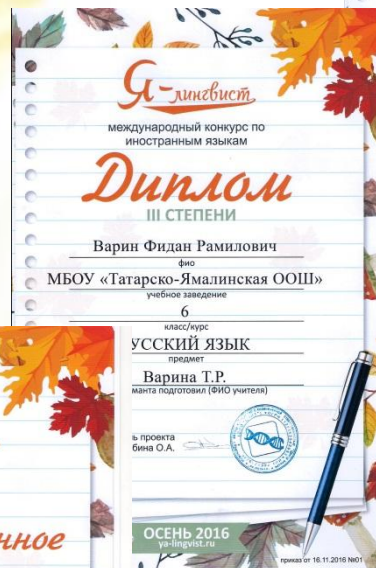 Я-лингвист
международный конкурс по
иностранным языкам
Диплом
III СТЕПЕНИ
Варин Фидан Рамилович
фио
МБОУ «Татарско-Ямалинская ООШ»
учебное заведение
6
класс/курс
УССКИЙ ЯЗЫК
предмет
Варина Т.Р.
манта подготовил (ФИО учителя)
ь проекта
бина О.А.
нное
ОСЕНЬ 2016
ya-lingvist.ru
приказ от 16.11.2016 №01